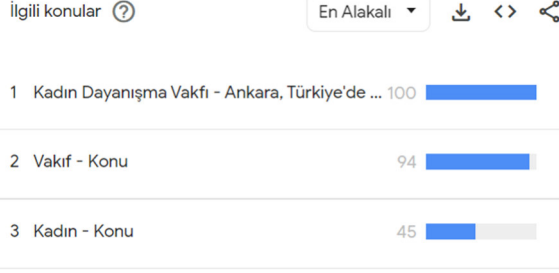 İlgili konular ?
En Alakalı
1 Kadın Dayanışma Vakfı - Ankara, Türkiye'de ... 100
2 Vakıf - Konu 94
3 Kadın - Konu 45